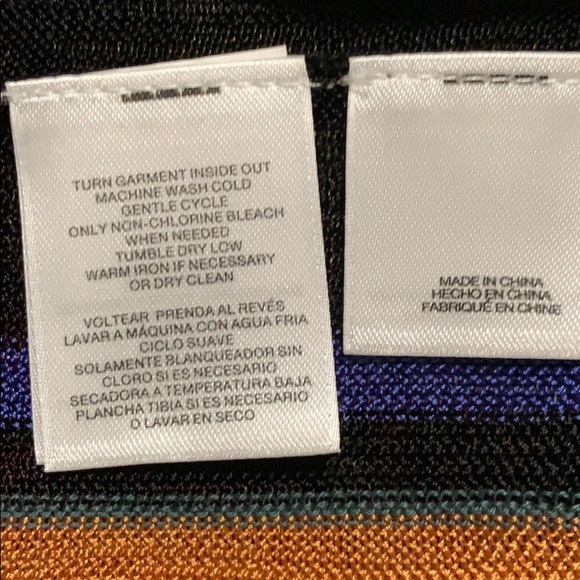 TURN GARMENT INSIDE OUT
MACHINE WASH COLD
GENTLE CYCLE
ONLY NON-CHLORINE BLEACH
WHEN NEEDED
TUMBLE DRY LOW
WARM IRON IF NECESSARY
OR DRY CLEAN
VOLTEAR PRENDA AL REVÉS
LAVAR A MÁQUINA CON AGUA FRIA
CICLO SUAVE
SOLAMENTE BLANQUEADOR SIN
CLORO SI ES NECESARIO
SECADORA A TEMPERATURA BAJA
PLANCHA TIBIA SI ES NECESARIO
O LAVAR EN SECO
MADE IN CHINA
HECHO EN CHINA
FABRIQUÉ EN CHINE